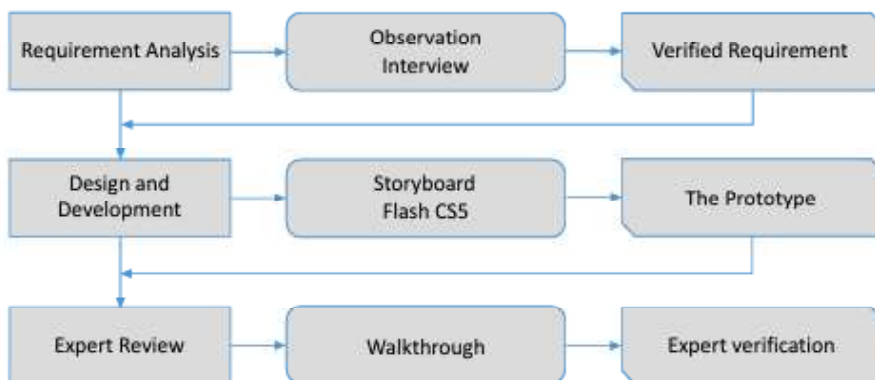 Requirement Analysis
Observation
Interview
Verified Requirement
Design and
Development
Storyboard
Flash CS5
The Prototype
Expert Review
Walkthrough
Expert verification